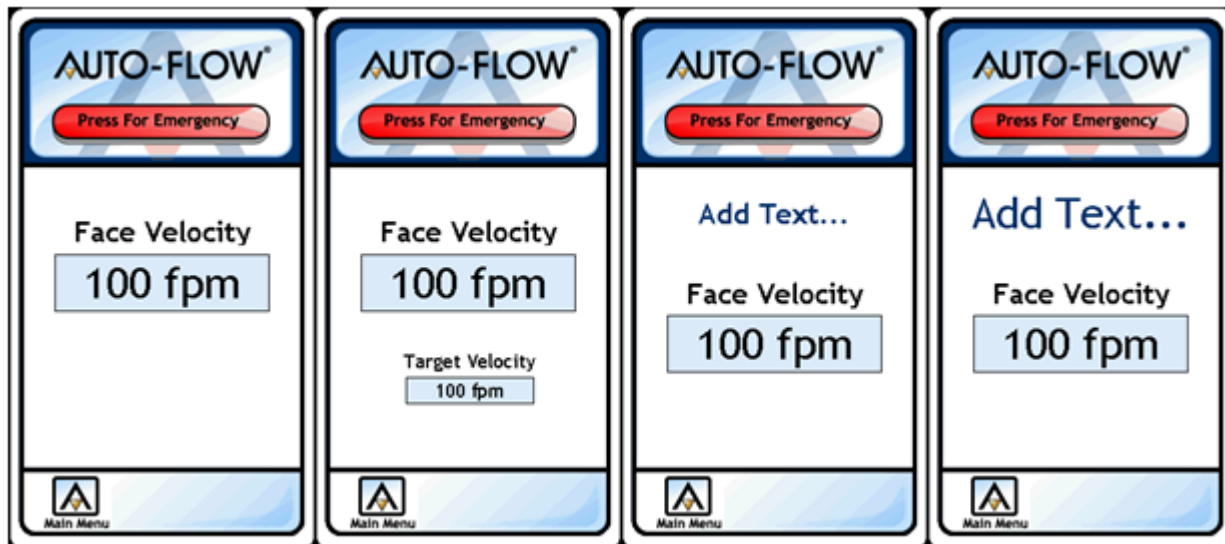 AUTO-FLOW®
Press For Emergency
Face Velocity
100 fpm
Main Menu
AUTO-FLOW®
Press For Emergency
Face Velocity
100 fpm
Target Velocity
100 fpm
Main Menu
AUTO-FLOW®
Press For Emergency
Add Text...
Face Velocity
100 fpm
Main Menu
AUTO-FLOW®
Press For Emergency
Add Text...
Face Velocity
100 fpm
Main Menu